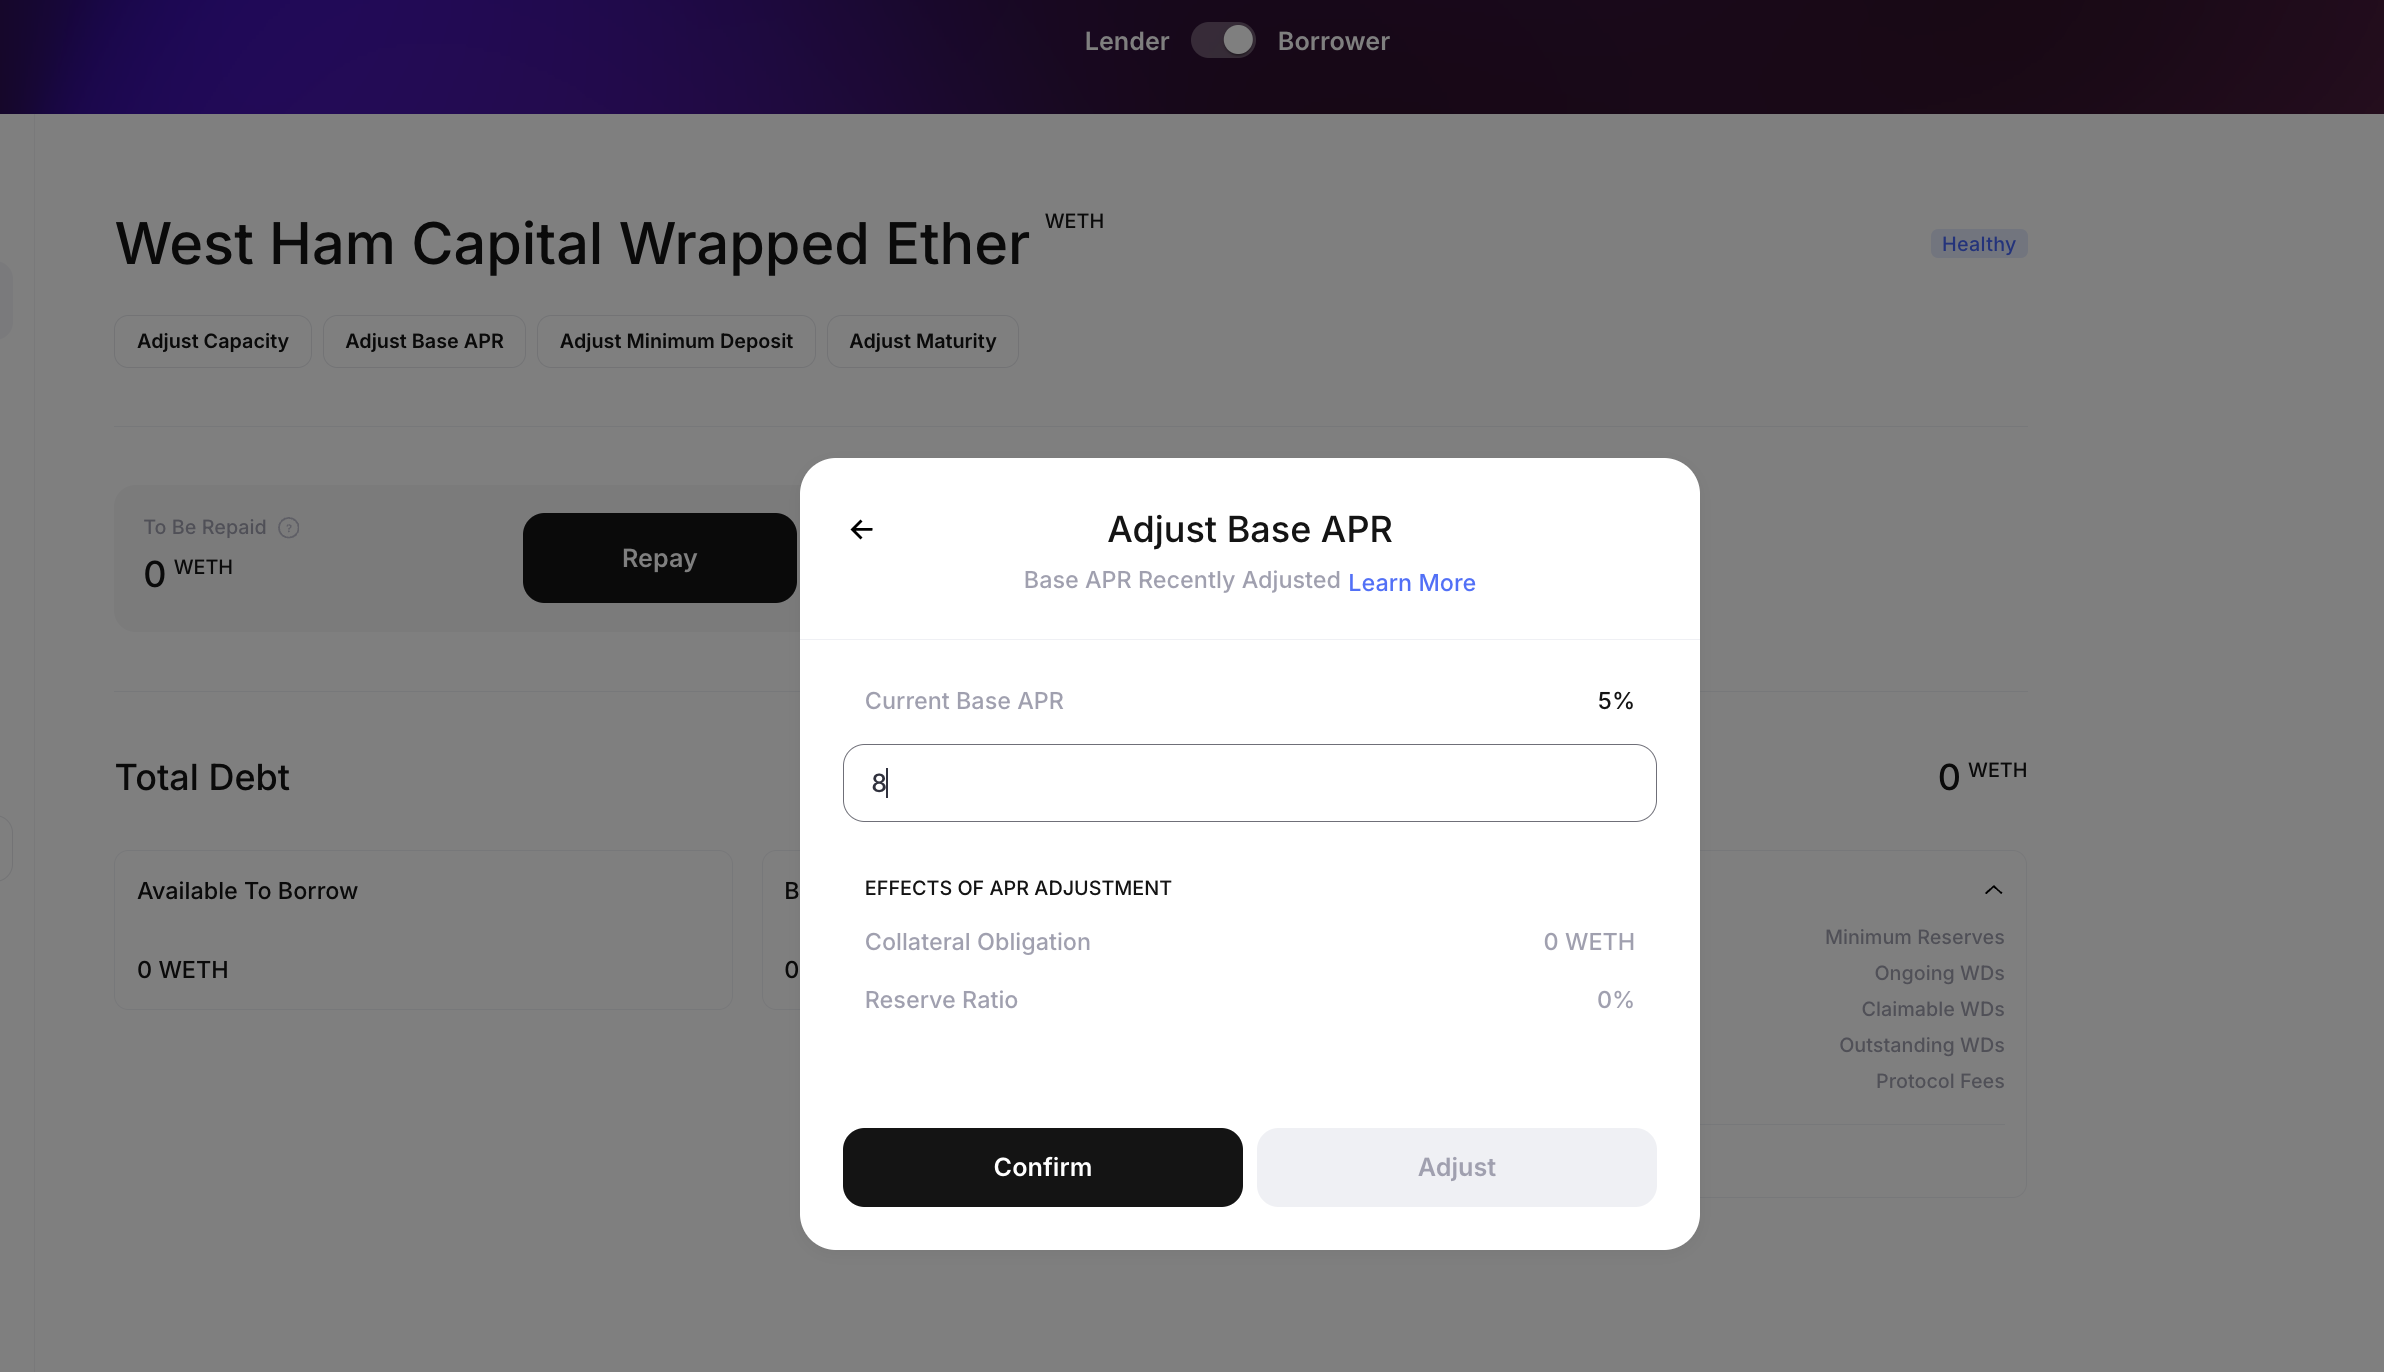 Lender Borrower
West Ham Capital Wrapped Ether WETH
Healthy
Adjust Capacity Adjust Base APR Adjust Minimum Deposit Adjust Maturity
To Be Repaid ?
0 WETH
Repay
Total Debt
0 WETH
Available To Borrow
0 WETH
B
0
Minimum Reserves
Ongoing WDs
Claimable WDs
Outstanding WDs
Protocol Fees
Adjust Base APR
Base APR Recently Adjusted Learn More
Current Base APR 5%
8
EFFECTS OF APR ADJUSTMENT
Collateral Obligation 0 WETH
Reserve Ratio 0%
Confirm Adjust